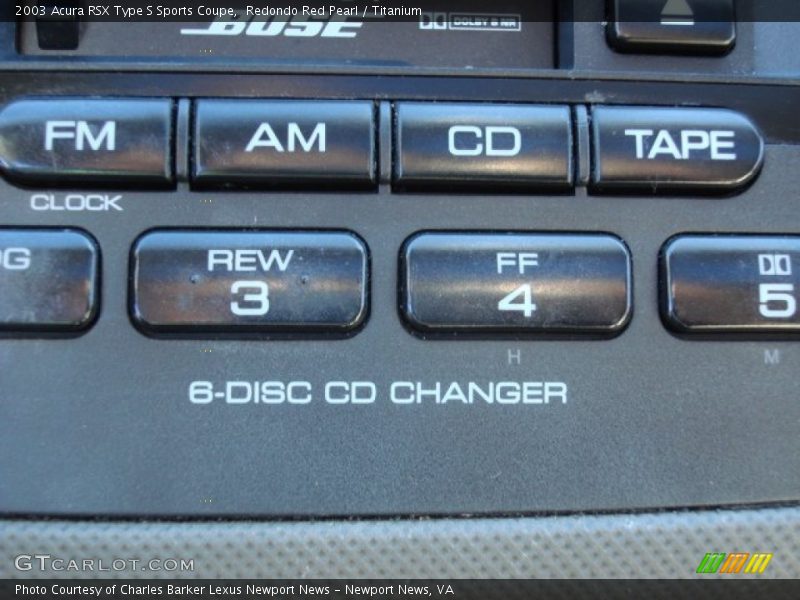 2003 Acura RSX Type S Sports Coupe,  Redondo Red Pearl / Titanium
BOSE DOLBY B NR
FM AM CD TAPE
CLOCK
OG REW FF
3 4 5
H M
6-DISC CD CHANGER
GTCARLOT.COM
Photo Courtesy of Charles Barker Lexus Newport News - Newport News, VA